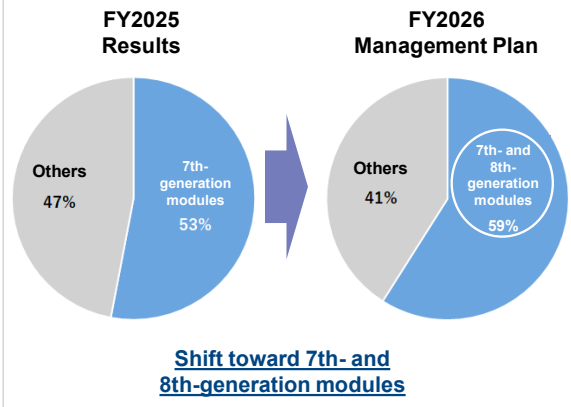 FY2025
Results
FY2026
Management Plan
Others
47%
7th-
generation
modules
53%
Others
41%
7th- and
8th-
generation
modules
59%
Shift toward 7th- and
8th-generation modules